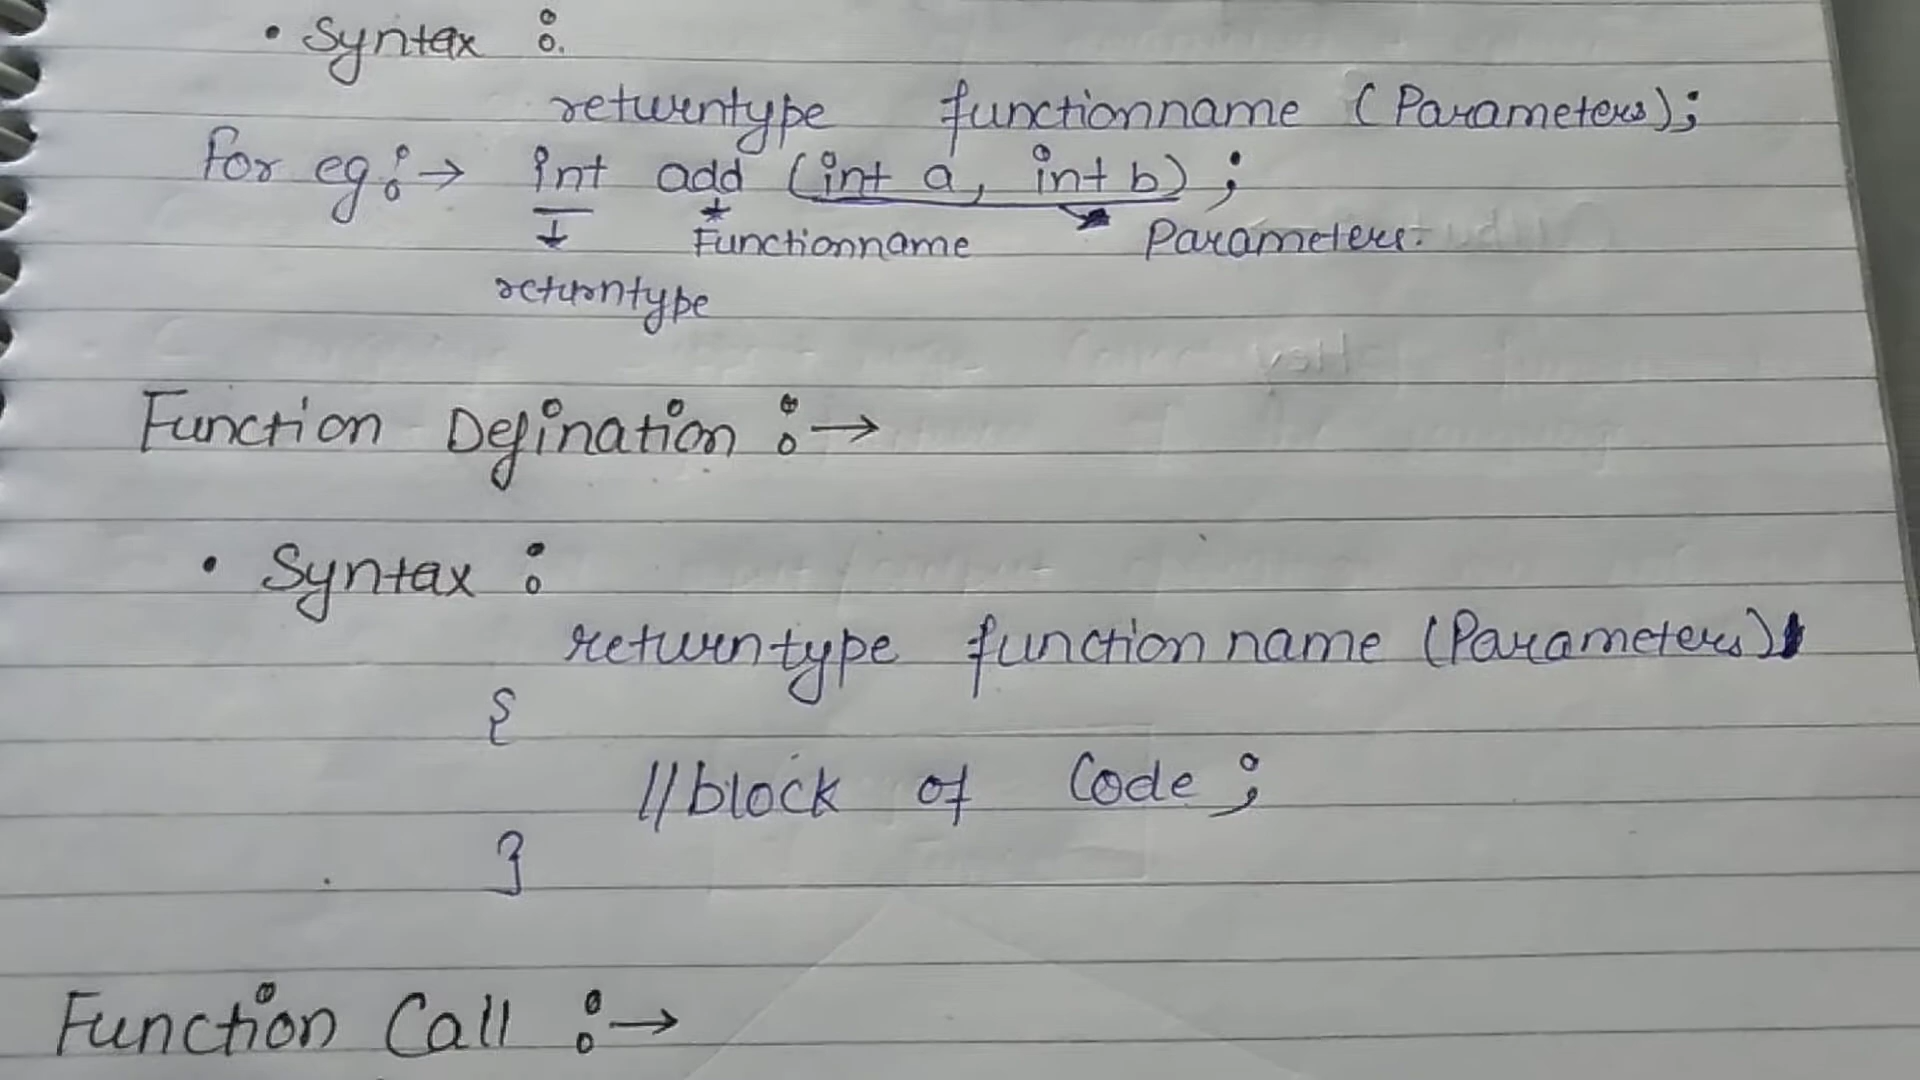 • Syntax :
returntype functionname (Parameters);
for eg :→ int add (int a, int b) ;
Functionname Parameters.
returntype
Function Defination :→
• Syntax :
returntype function name (Parameters)
{
//block of Code ;
}
Function Call :→